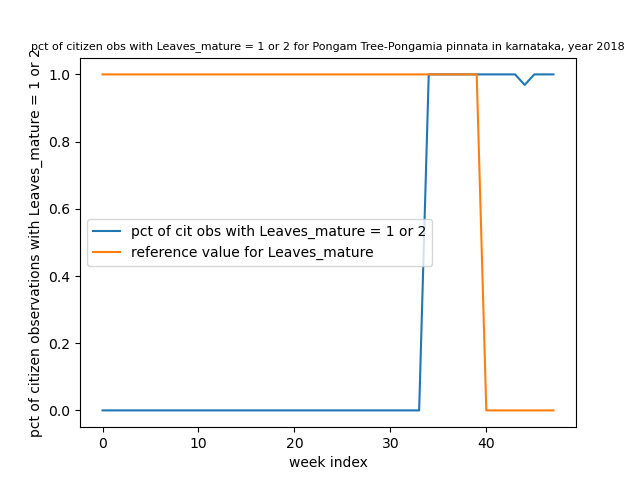 pct of citizen obs with Leaves_mature = 1 or 2 for Pongam Tree-Pongamia pinnata in karnataka, year 2018
pct of citizen observations with Leaves_mature = 1 or 2
1.0
0.8
0.6
0.4
0.2
0.0
pct of cit obs with Leaves_mature = 1 or 2
reference value for Leaves_mature
0 10 20 30 40
week index